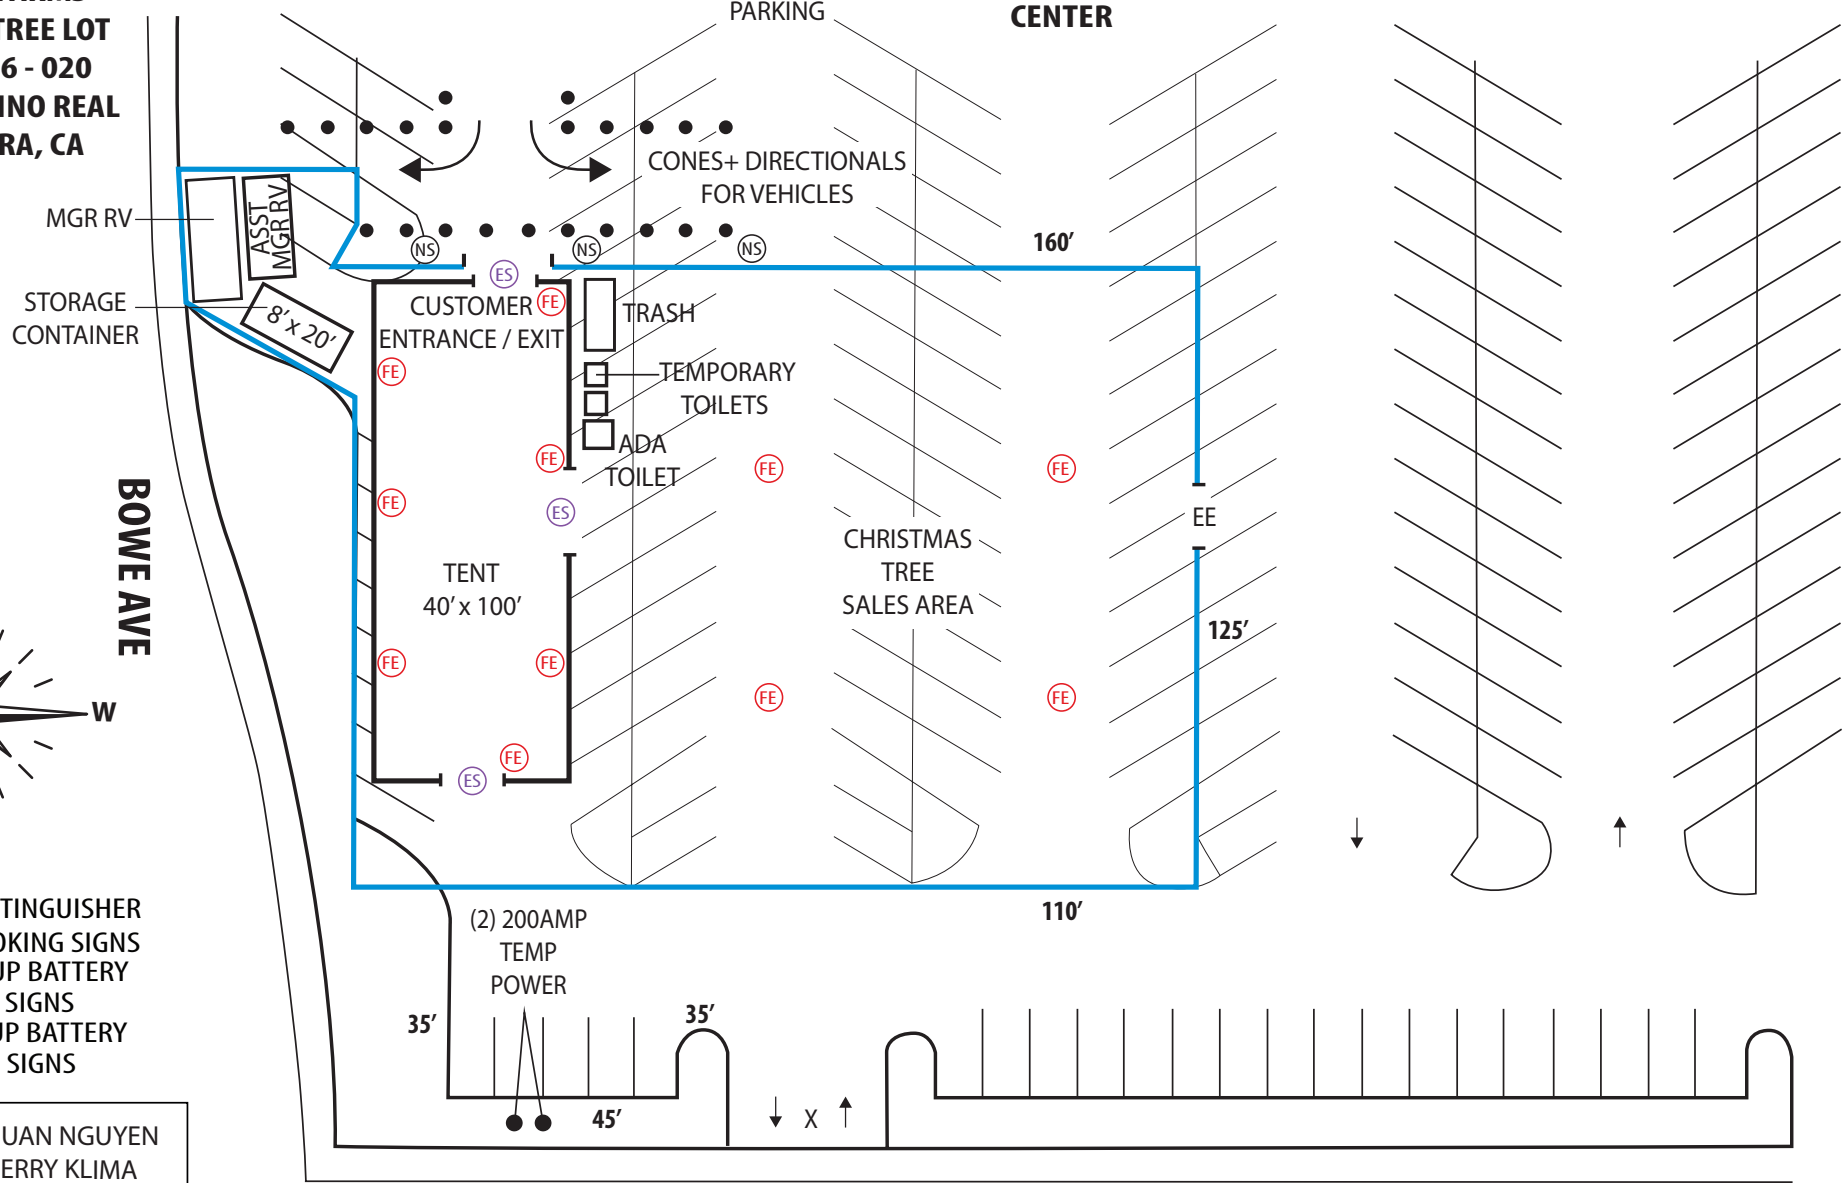 TREE LOT
6 - 020
INO REAL
RA, CA
PARKING
CENTER
CONES+ DIRECTIONALS
FOR VEHICLES
MGR RV
ASST
MGR RV
NS
NS
NS
160’
ES
STORAGE
CONTAINER
8’ x 20’
CUSTOMER
ENTRANCE / EXIT
FE
TRASH
FE
TEMPORARY
TOILETS
ADA
TOILET
FE
FE
FE
FE
ES
EE
BOWE AVE
TENT
40’ x 100’
CHRISTMAS
TREE
SALES AREA
125’
FE
FE
FE
FE
W
FE
ES
110’
TINGUISHER
OKING SIGNS
UP BATTERY
SIGNS
UP BATTERY
SIGNS
(2) 200AMP
TEMP
POWER
35’
35’
45’
X
UAN NGUYEN
ERRY KLIMA